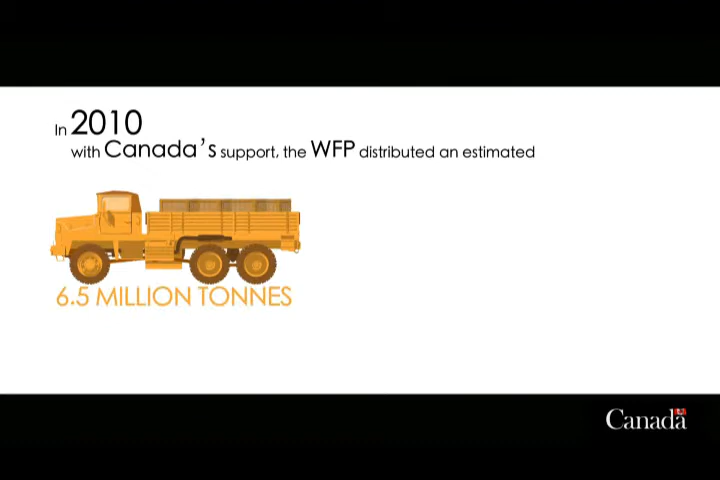 In 2010
with Canada's support, the WFP distributed an estimated
6.5 MILLION TONNES
Canada